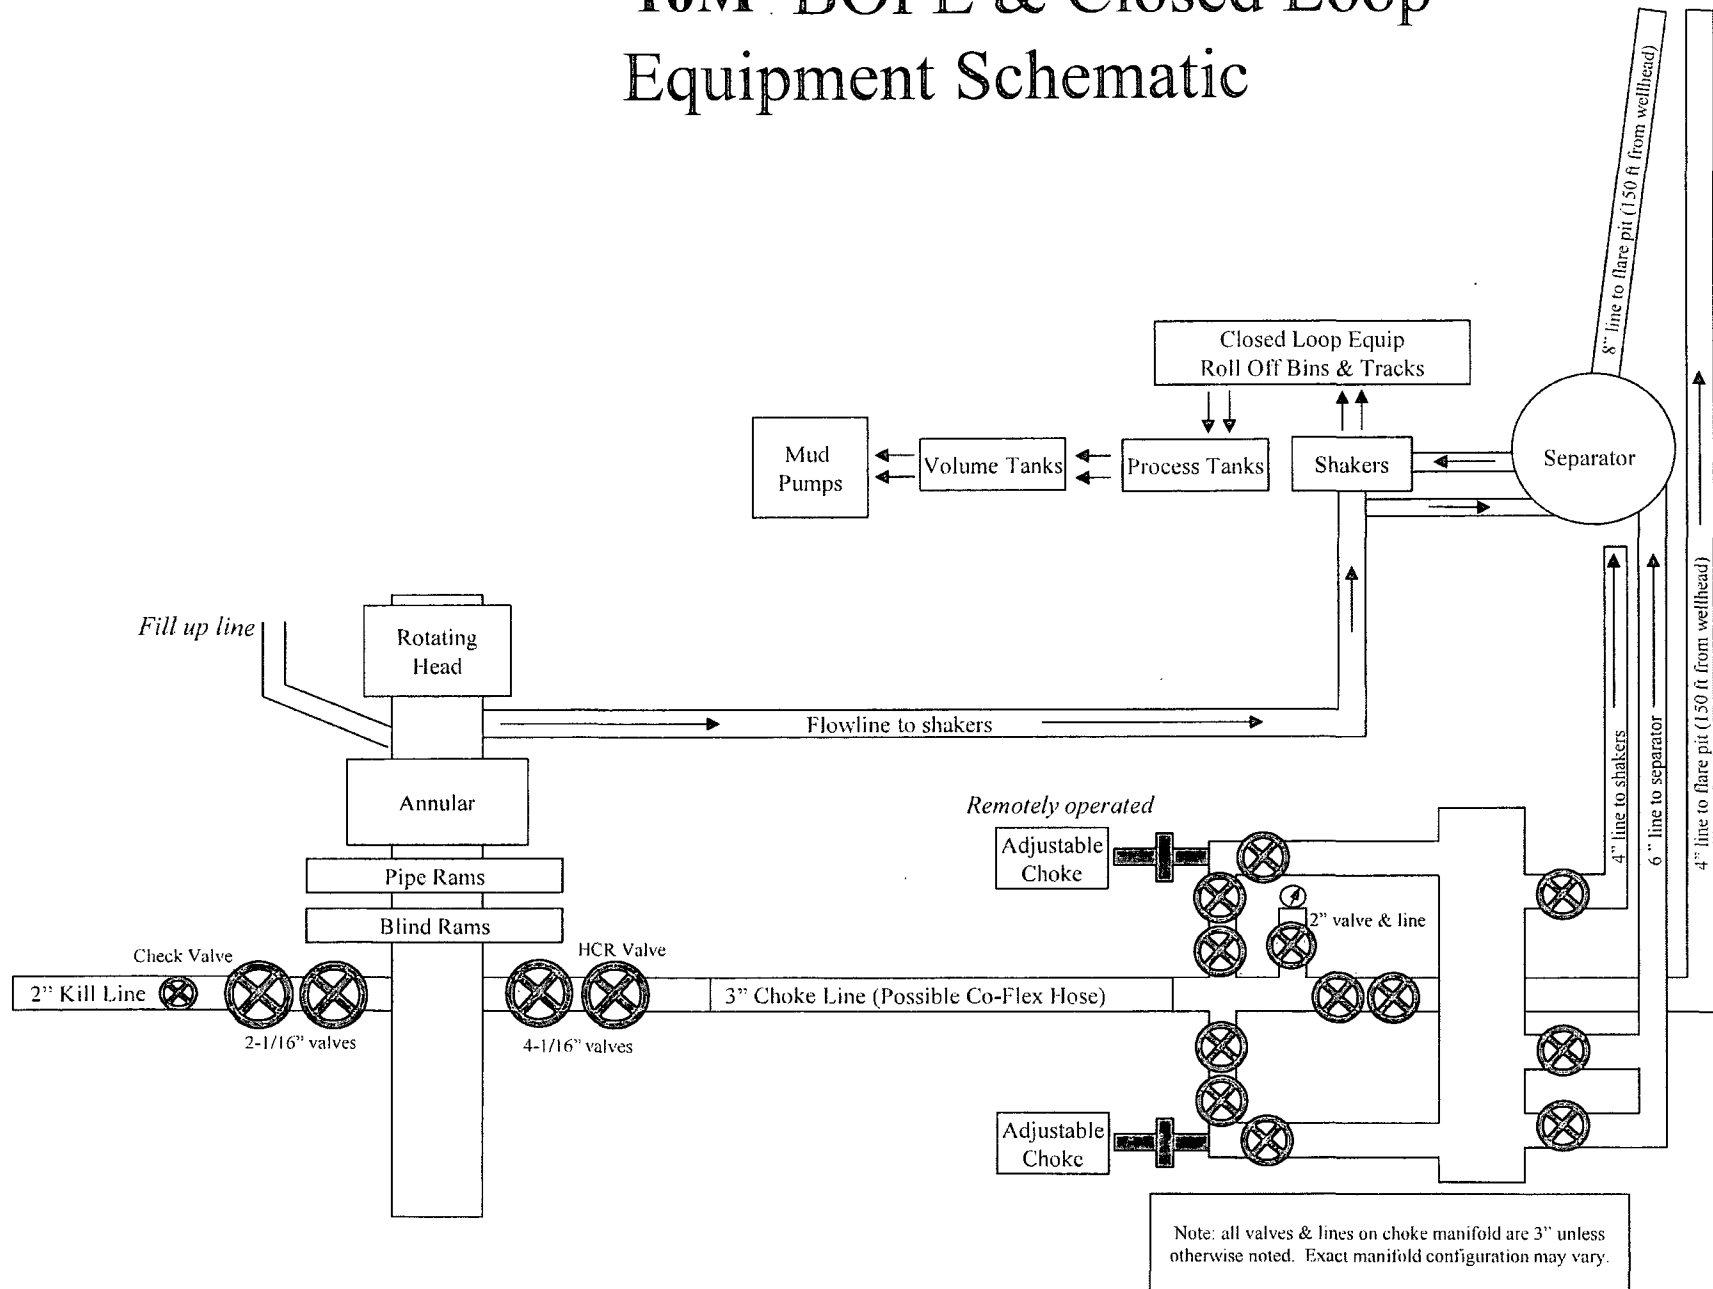 10M BOPE & Closed Loop
Equipment Schematic
8" line to flare pit (150 ft from wellhead)
Closed Loop Equip
Roll Off Bins & Tracks
Mud
Pumps
Volume Tanks
Process Tanks
Shakers
Separator
Fill up line
Rotating
Head
Flowline to shakers
Annular
Pipe Rams
Blind Rams
Remotely operated
Adjustable
Choke
2" valve & line
4" line to shakers
6 " line to separator
4" line to flare pit (150 ft from wellhead)
Check Valve
HCR Valve
2" Kill Line
3" Choke Line (Possible Co-Flex Hose)
2-1/16" valves
4-1/16" valves
Adjustable
Choke
Note: all valves & lines on choke manifold are 3" unless
otherwise noted. Exact manifold configuration may vary.